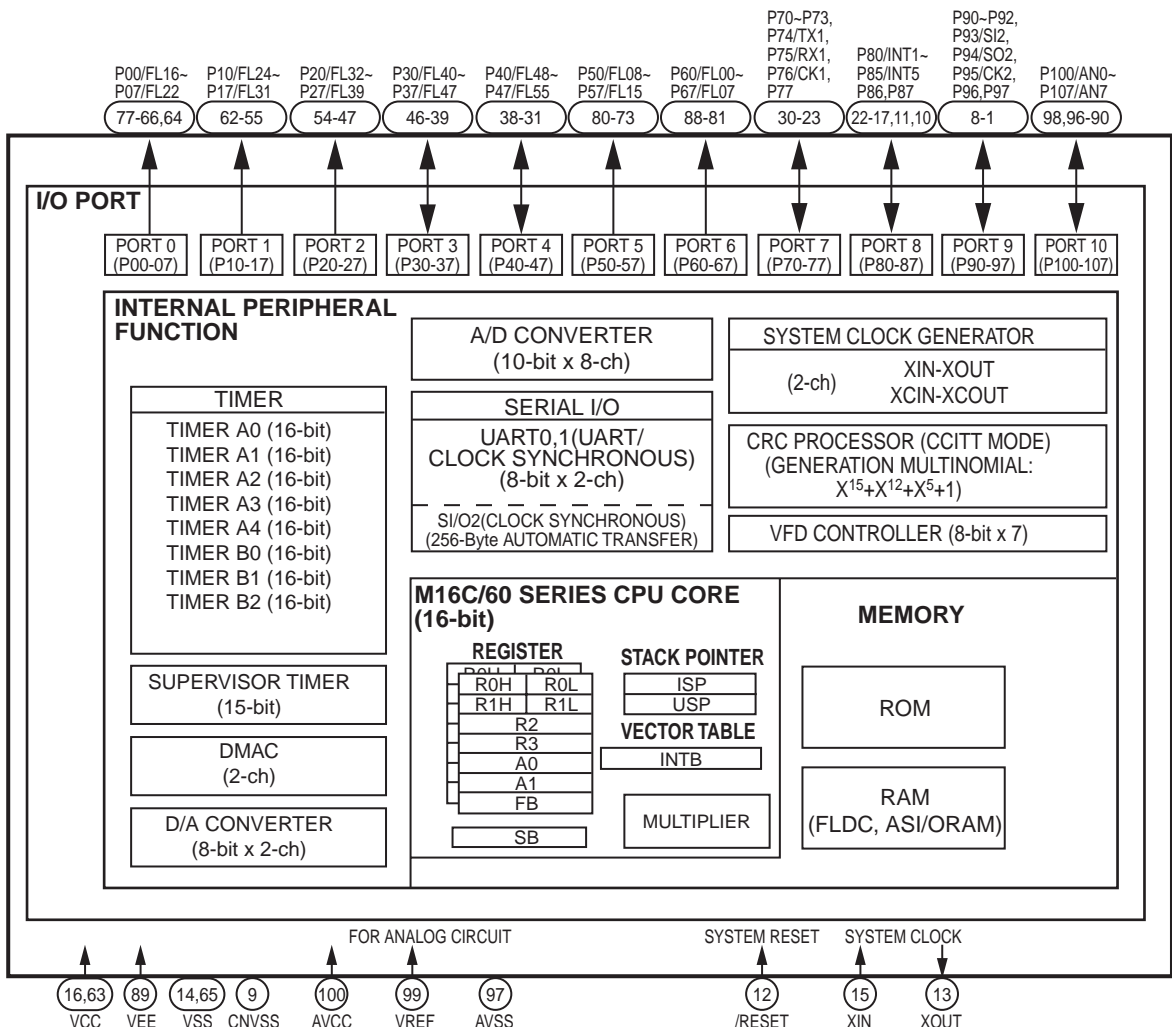 P00/FL16~
P07/FL22
P10/FL24~
P17/FL31
P20/FL32~
P27/FL39
P30/FL40~
P37/FL47
P40/FL48~
P47/FL55
P50/FL08~
P57/FL15
P60/FL00~
P67/FL07
P70~P73,
P74/TX1,
P75/RX1,
P76/CK1,
P77
P80/INT1~
P85/INT5
P86,P87
P90~P92,
P93/SI2,
P94/SO2,
P95/CK2,
P96,P97
P100/AN0~
P107/AN7
77-66,64
62-55
54-47
46-39
38-31
80-73
88-81
30-23
22-17,11,10
8-1
98,96-90
I/O PORT
PORT 0
(P00-07)
PORT 1
(P10-17)
PORT 2
(P20-27)
PORT 3
(P30-37)
PORT 4
(P40-47)
PORT 5
(P50-57)
PORT 6
(P60-67)
PORT 7
(P70-77)
PORT 8
(P80-87)
PORT 9
(P90-97)
PORT 10
(P100-107)
INTERNAL PERIPHERAL
FUNCTION
TIMER
TIMER A0 (16-bit)
TIMER A1 (16-bit)
TIMER A2 (16-bit)
TIMER A3 (16-bit)
TIMER A4 (16-bit)
TIMER B0 (16-bit)
TIMER B1 (16-bit)
TIMER B2 (16-bit)
SUPERVISOR TIMER
(15-bit)
DMAC
(2-ch)
D/A CONVERTER
(8-bit x 2-ch)
A/D CONVERTER
(10-bit x 8-ch)
SERIAL I/O
UART0,1(UART/
CLOCK SYNCHRONOUS)
(8-bit x 2-ch)
SI/O2(CLOCK SYNCHRONOUS)
(256-Byte AUTOMATIC TRANSFER)
SYSTEM CLOCK GENERATOR
(2-ch)
XIN-XOUT
XCIN-XCOUT
CRC PROCESSOR (CCITT MODE)
(GENERATION MULTINOMIAL:
X15+X12+X5+1)
VFD CONTROLLER (8-bit x 7)
M16C/60 SERIES CPU CORE
(16-bit)
REGISTER
R0H R0L
R0H R0L
R1H R1L
R2
R3
A0
A1
FB
SB
STACK POINTER
ISP
USP
VECTOR TABLE
INTB
MULTIPLIER
MEMORY
ROM
RAM
(FLDC, ASI/ORAM)
FOR ANALOG CIRCUIT
SYSTEM RESET
SYSTEM CLOCK
16,63
89
14,65
9
100
99
97
12
15
13
VCC
VEE
VSS
CNVSS
AVCC
VREF
AVSS
/RESET
XIN
XOUT